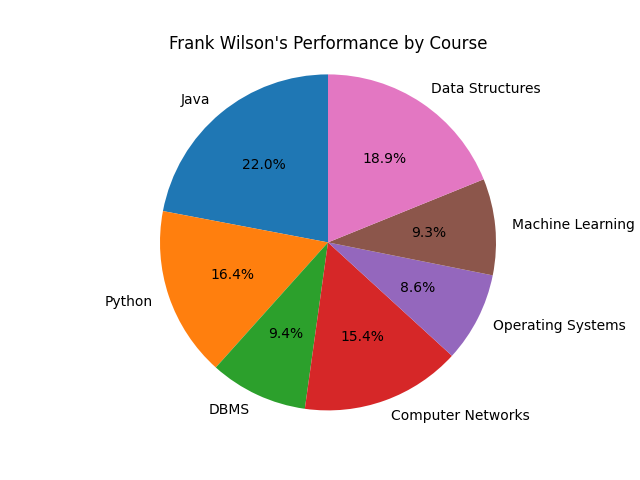 Frank Wilson's Performance by Course
Java
22.0%
Python
16.4%
DBMS
9.4%
Computer Networks
15.4%
Operating Systems
8.6%
Machine Learning
9.3%
Data Structures
18.9%